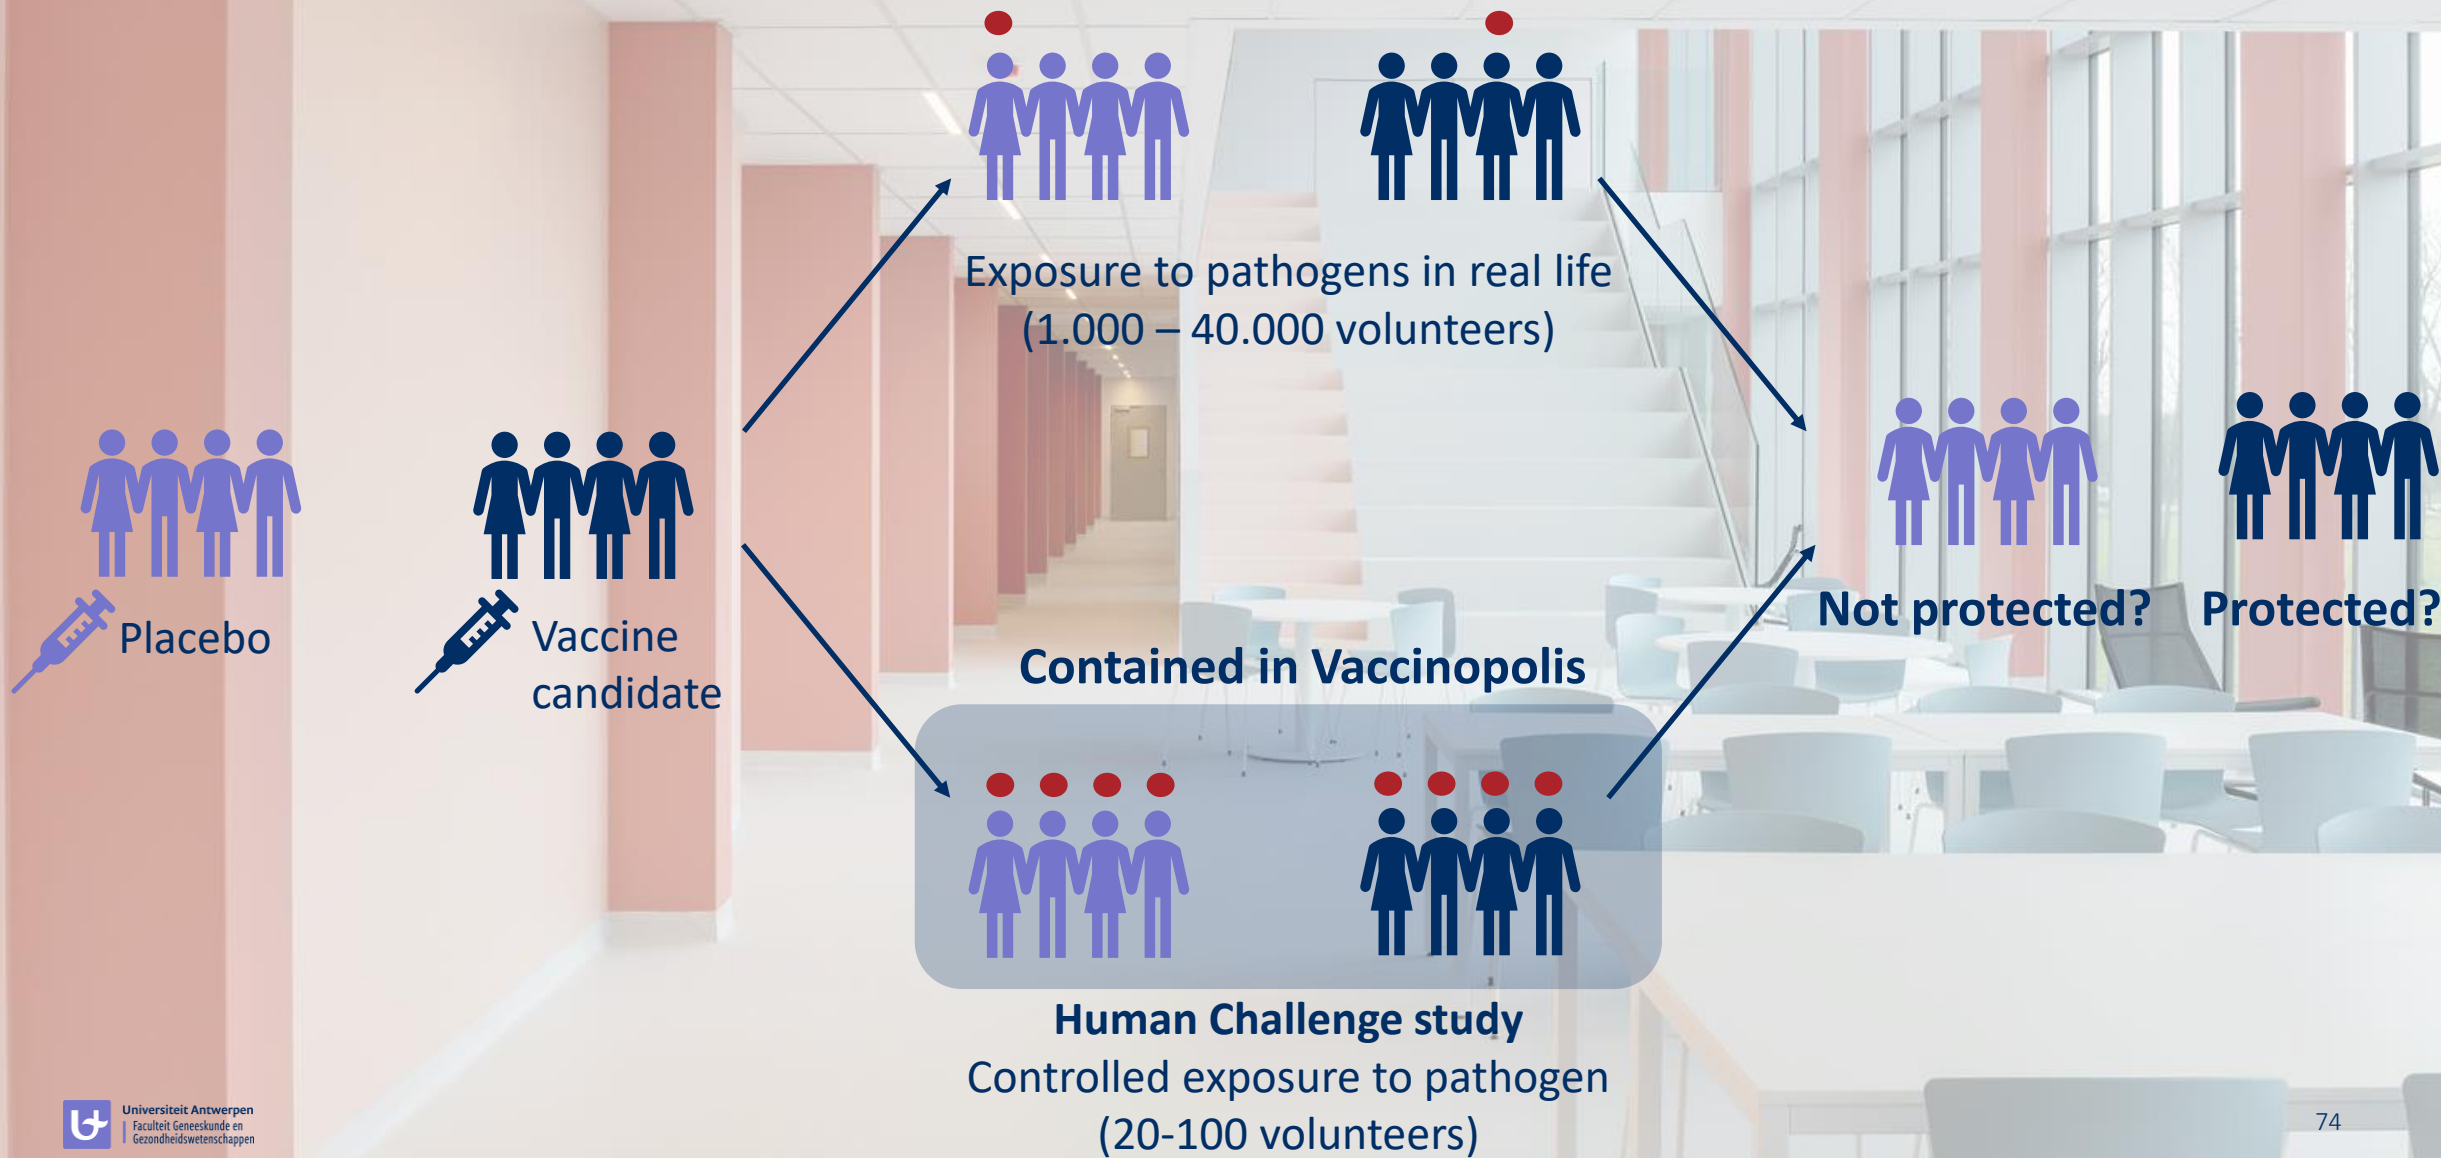 Exposure to pathogens in real life
(1.000 – 40.000 volunteers)
Placebo
Vaccine
candidate
Not protected?
Protected?
Contained in Vaccinopolis
Human Challenge study
Controlled exposure to pathogen
(20-100 volunteers)
Universiteit Antwerpen
Faculteit Geneeskunde en
Gezondheidswetenschappen
74